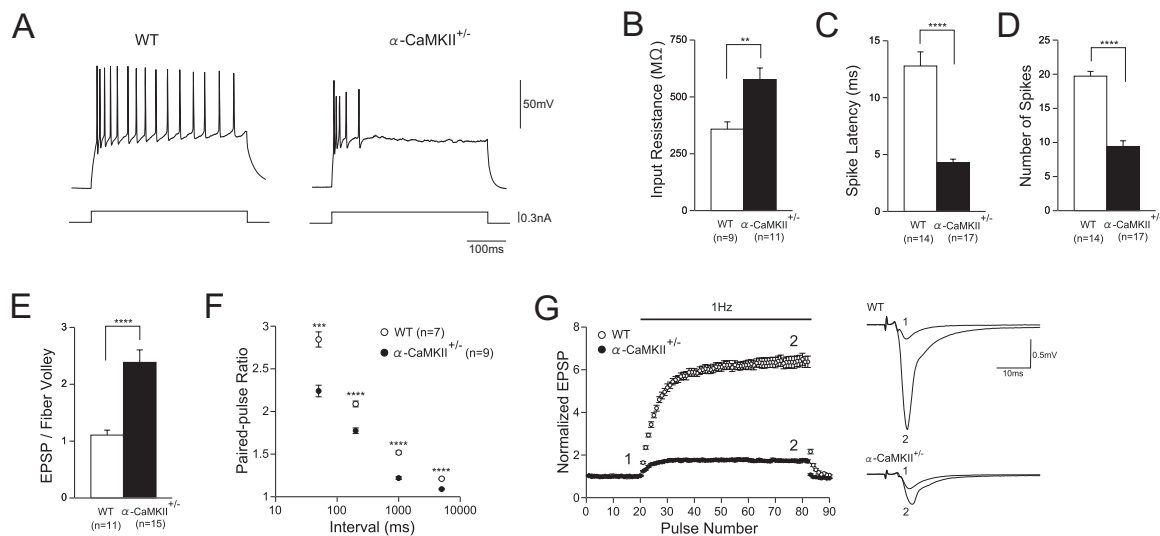 A
WT
α-CaMKII+/-
50mV
0.3nA
100ms
B
Input Resistance (MΩ)
750
500
250
0
**
WT
(n=9)
α-CaMKII+/-
(n=11)
C
Spike Latency (ms)
15
10
5
0
****
WT
(n=14)
α-CaMKII+/-
(n=17)
D
Number of Spikes
25
20
15
10
5
0
****
WT
(n=14)
α-CaMKII+/-
(n=17)
E
EPSP / Fiber Volley
3
2
1
0
****
WT
(n=11)
α-CaMKII+/-
(n=15)
F
Paired-pulse Ratio
3
2.5
2
1.5
1
***
****
****
****
WT (n=7)
α-CaMKII+/- (n=9)
10
100
1000
10000
Interval (ms)
G
1Hz
Normalized EPSP
8
6
4
2
0
WT
α-CaMKII+/-
1
2
2
0 10 20 30 40 50 60 70 80 90
Pulse Number
WT
1
2
0.5mV
10ms
α-CaMKII+/-
1
2